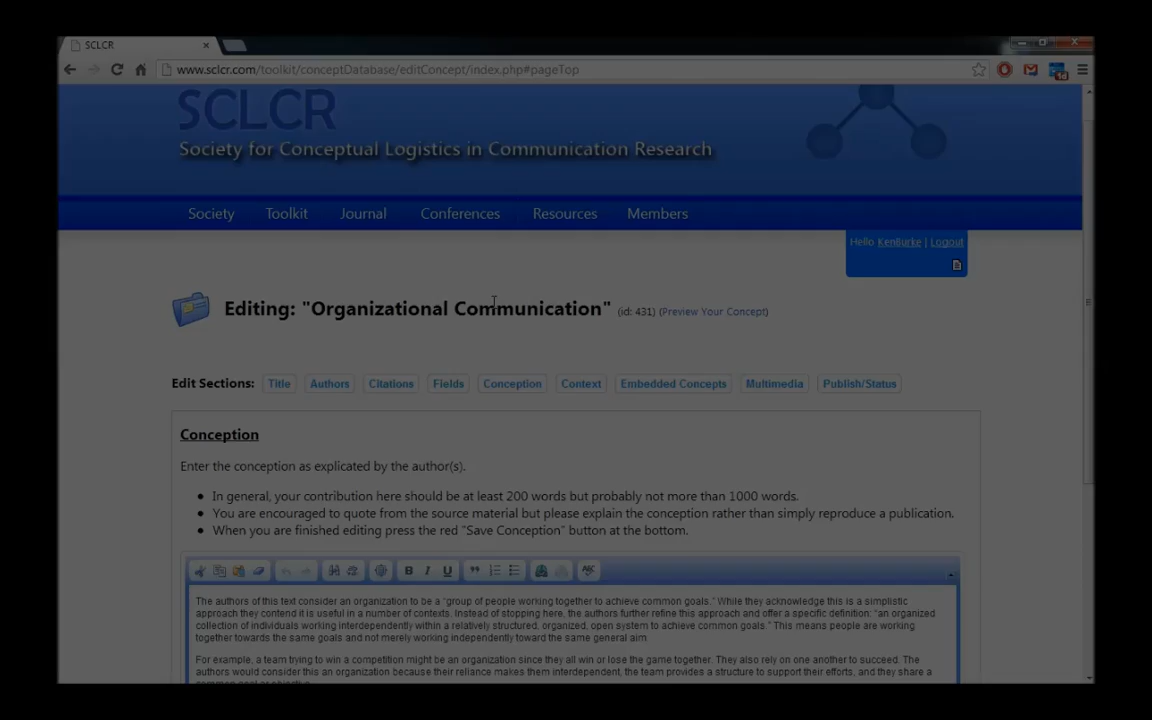 SCLCR
www.sclcr.com/toolkit/conceptDatabase/editConcept/index.php#pageTop
SCLCR
Society for Conceptual Logistics in Communication Research
Society Toolkit Journal Conferences Resources Members
Hello KenBurke | Logout
Editing: "Organizational Communication" (id: 431) (Preview Your Concept)
Edit Sections: Title Authors Citations Fields Conception Context Embedded Concepts Multimedia Publish/Status
Conception
Enter the conception as explicated by the author(s).
• In general, your contribution here should be at least 200 words but probably not more than 1000 words.
• You are encouraged to quote from the source material but please explain the conception rather than simply reproduce a publication.
• When you are finished editing press the red "Save Conception" button at the bottom.
B I U
The authors of this text consider an organization to be a "group of people working together to achieve common goals." While they acknowledge this is a simplistic
approach they contend it is useful in a number of contexts. Instead of stopping here, the authors further refine this approach and offer a specific definition: "an organized
collection of individuals working interdependently within a relatively structured, organized, open system to achieve common goals." This means people are working
together towards the same goals and not merely working independently toward the same general aim
For example, a team trying to win a competition might be an organization since they all win or lose the game together. They also rely on one another to succeed. The
authors would consider this an organization because their reliance makes them interdependent, the team provides a structure to support their efforts, and they share a